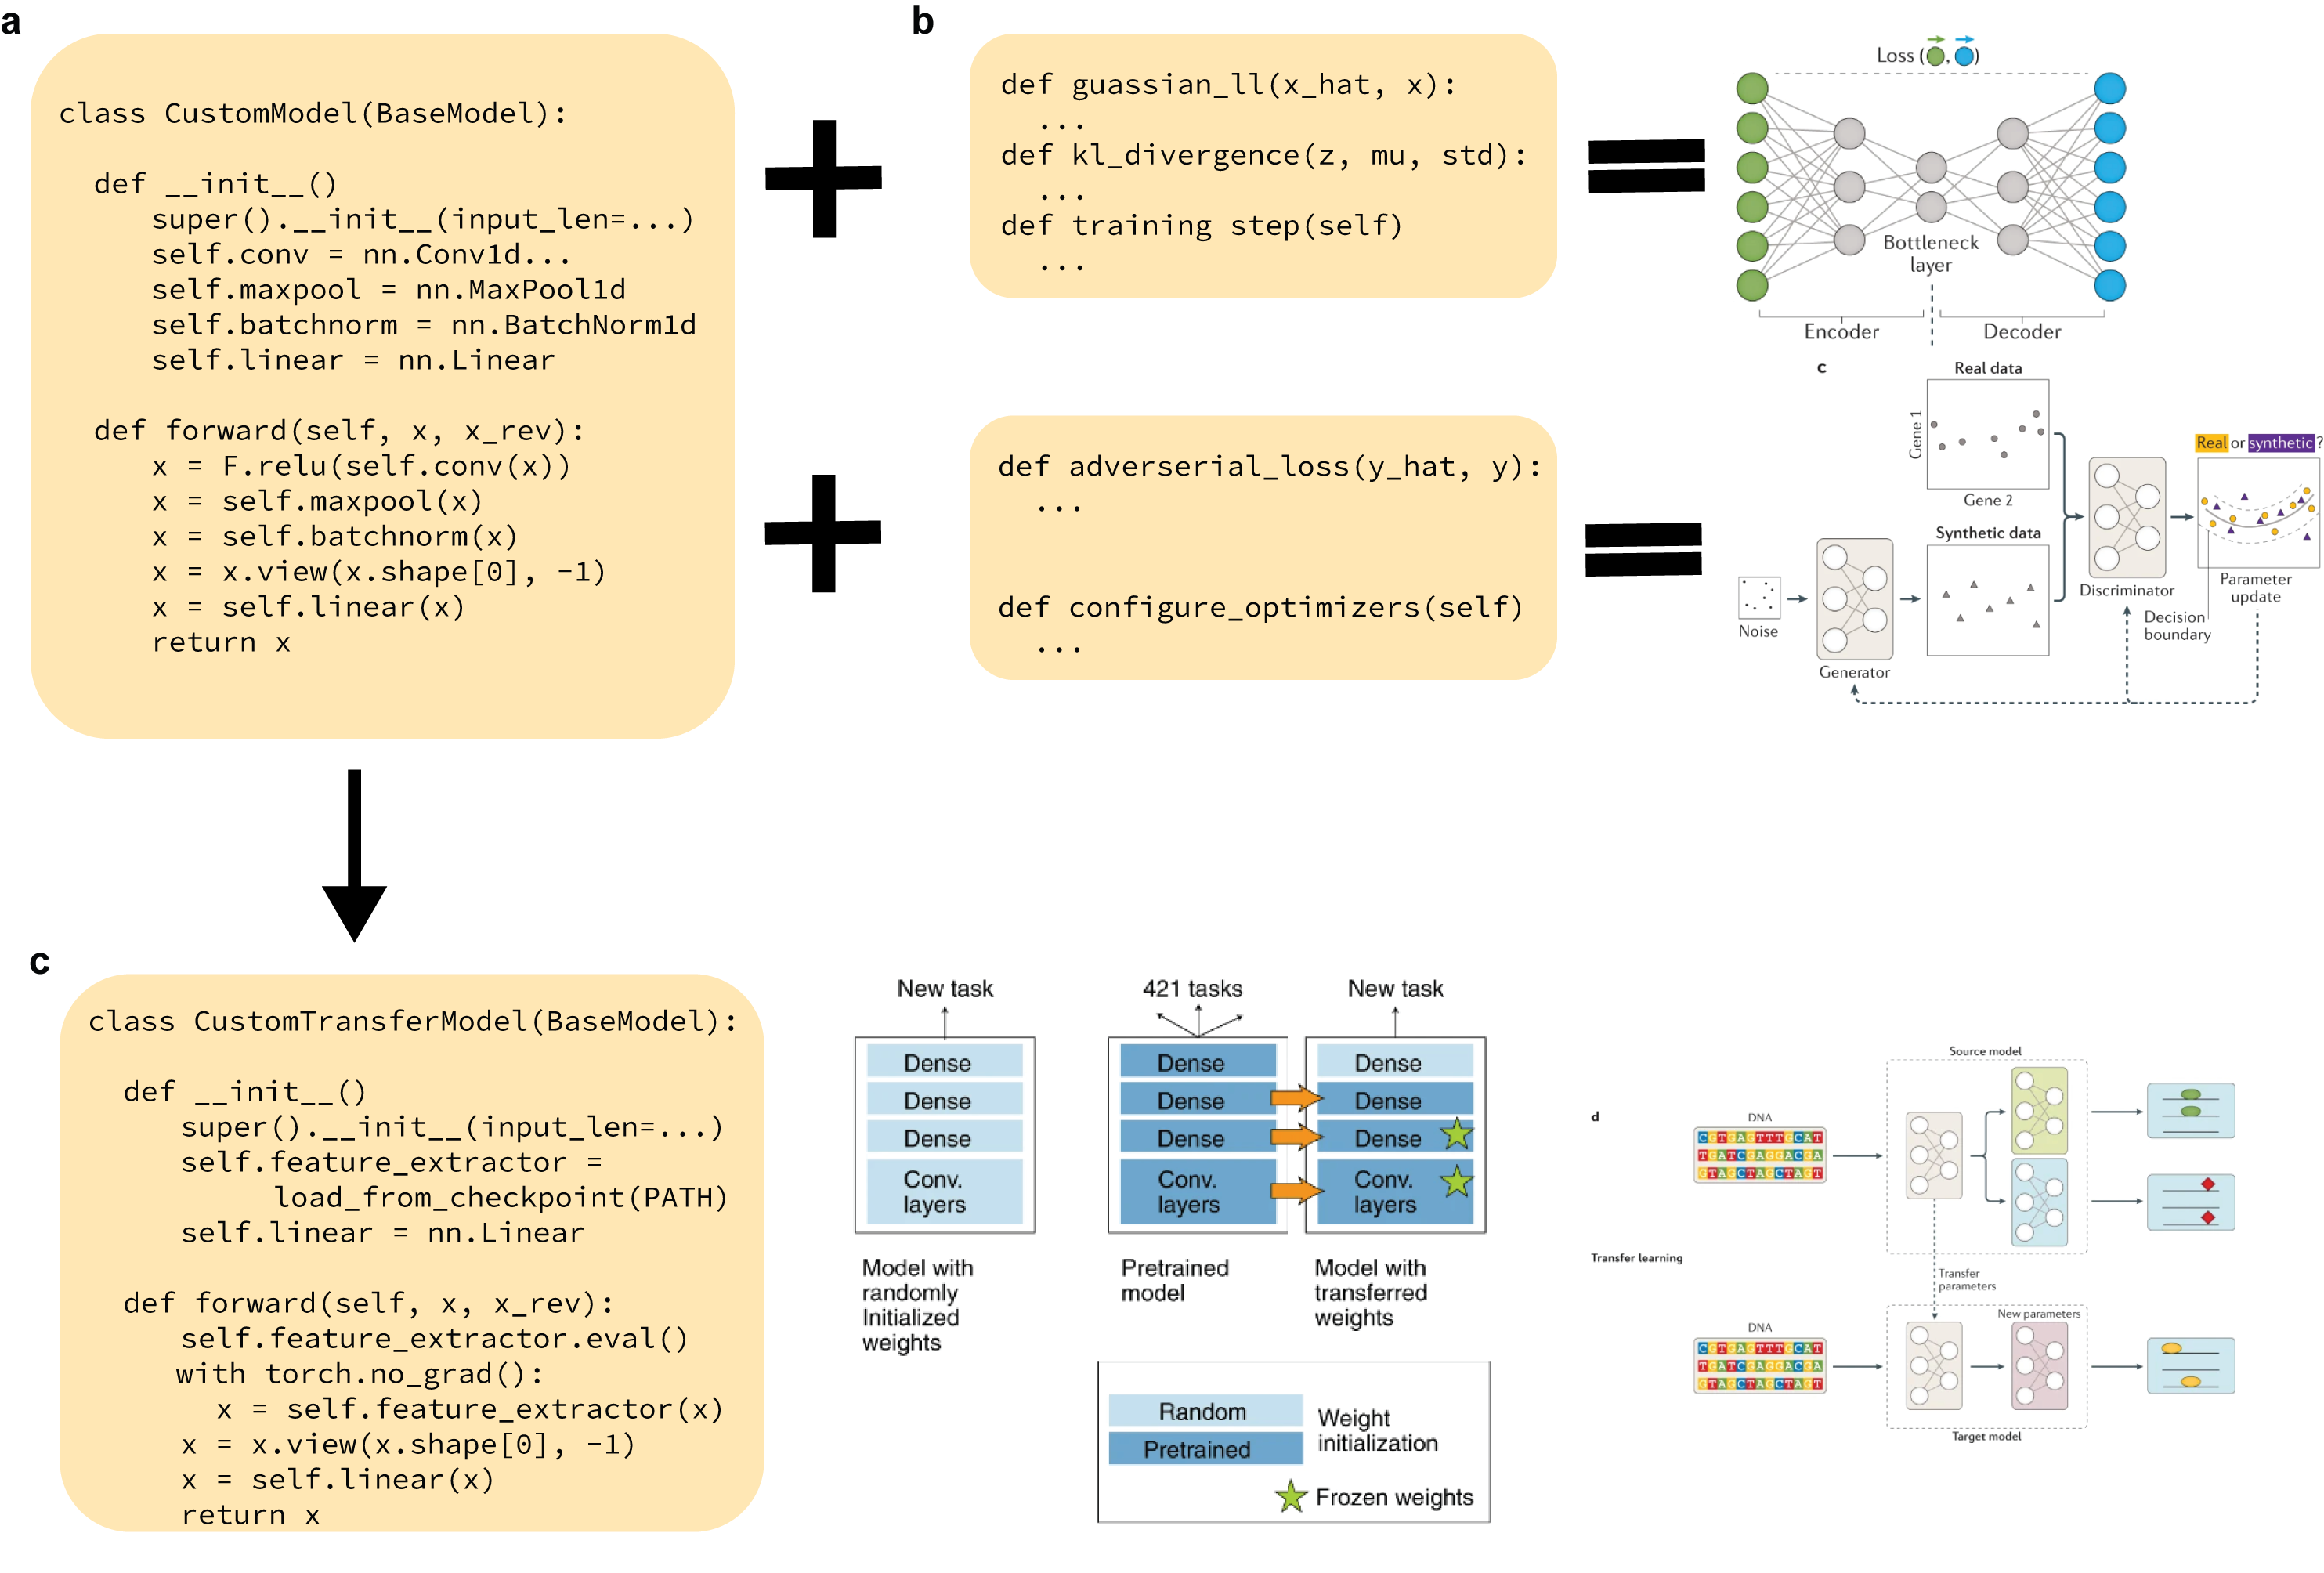 a
class CustomModel(BaseModel):
def __init__()
super().__init__(input_len=...)
self.conv = nn.Conv1d...
self.maxpool = nn.MaxPool1d
self.batchnorm = nn.BatchNorm1d
self.linear = nn.Linear
def forward(self, x, x_rev):
x = F.relu(self.conv(x))
x = self.maxpool(x)
x = self.batchnorm(x)
x = x.view(x.shape[0], -1)
x = self.linear(x)
return x
b
def guassian_ll(x_hat, x):
...
def kl_divergence(z, mu, std):
...
def training step(self)
...
Loss ( , )
Bottleneck
layer
Encoder
Decoder
def adverserial_loss(y_hat, y):
...
def configure_optimizers(self)
...
c
Real data
Gene 1
Gene 2
Synthetic data
Noise
Generator
Discriminator
Real or synthetic?
Parameter
update
Decision
boundary
c
class CustomTransferModel(BaseModel):
def __init__()
super().__init__(input_len=...)
self.feature_extractor =
load_from_checkpoint(PATH)
self.linear = nn.Linear
def forward(self, x, x_rev):
self.feature_extractor.eval()
with torch.no_grad():
x = self.feature_extractor(x)
x = x.view(x.shape[0], -1)
x = self.linear(x)
return x
New task
Dense
Dense
Dense
Conv.
layers
Model with
randomly
Initialized
weights
421 tasks
Dense
Dense
Dense
Conv.
layers
Pretrained
model
New task
Dense
Dense
Dense
Conv.
layers
Model with
transferred
weights
Random
Pretrained
Weight
initialization
Frozen weights
d
Transfer learning
DNA
CGTGAGTTTGCAT
TGATCGAGGACGA
GTAGCTAGCTAGT
Source model
Transfer
parameters
DNA
CGTGAGTTTGCAT
TGATCGAGGACGA
GTAGCTAGCTAGT
New parameters
Target model